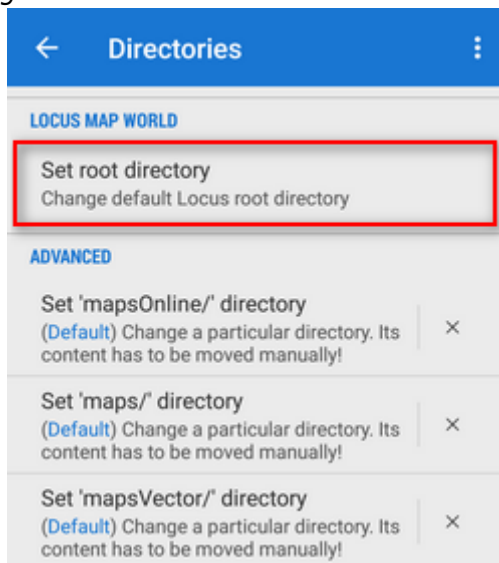 Directories
LOCUS MAP WORLD
Set root directory
Change default Locus root directory
ADVANCED
Set 'mapsOnline/' directory
(Default) Change a particular directory. Its
content has to be moved manually!
Set 'maps/' directory
(Default) Change a particular directory. Its
content has to be moved manually!
Set 'mapsVector/' directory
(Default) Change a particular directory. Its
content has to be moved manually!